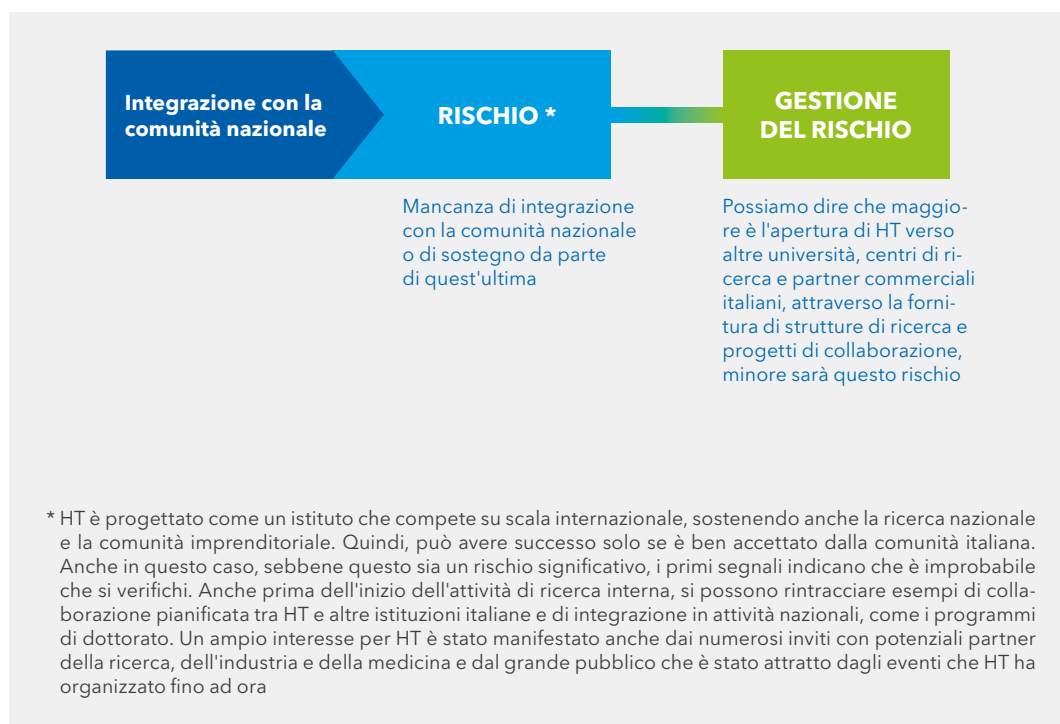 Integrazione con la
comunità nazionale
RISCHIO *
GESTIONE
DEL RISCHIO
Mancanza di integrazione
con la comunità nazionale
o di sostegno da parte
di quest'ultima
Possiamo dire che maggio-
re è l'apertura di HT verso
altre università, centri di ri-
cerca e partner commerciali
italiani, attraverso la forni-
tura di strutture di ricerca e
progetti di collaborazione,
minore sarà questo rischio
* HT è progettato come un istituto che compete su scala internazionale, sostenendo anche la ricerca nazionale
e la comunità imprenditoriale. Quindi, può avere successo solo se è ben accettato dalla comunità italiana.
Anche in questo caso, sebbene questo sia un rischio significativo, i primi segnali indicano che è improbabile
che si verifichi. Anche prima dell'inizio dell'attività di ricerca interna, si possono rintracciare esempi di colla-
borazione pianificata tra HT e altre istituzioni italiane e di integrazione in attività nazionali, come i programmi
di dottorato. Un ampio interesse per HT è stato manifestato anche dai numerosi inviti con potenziali partner
della ricerca, dell'industria e della medicina e dal grande pubblico che è stato attratto dagli eventi che HT ha
organizzato fino ad ora